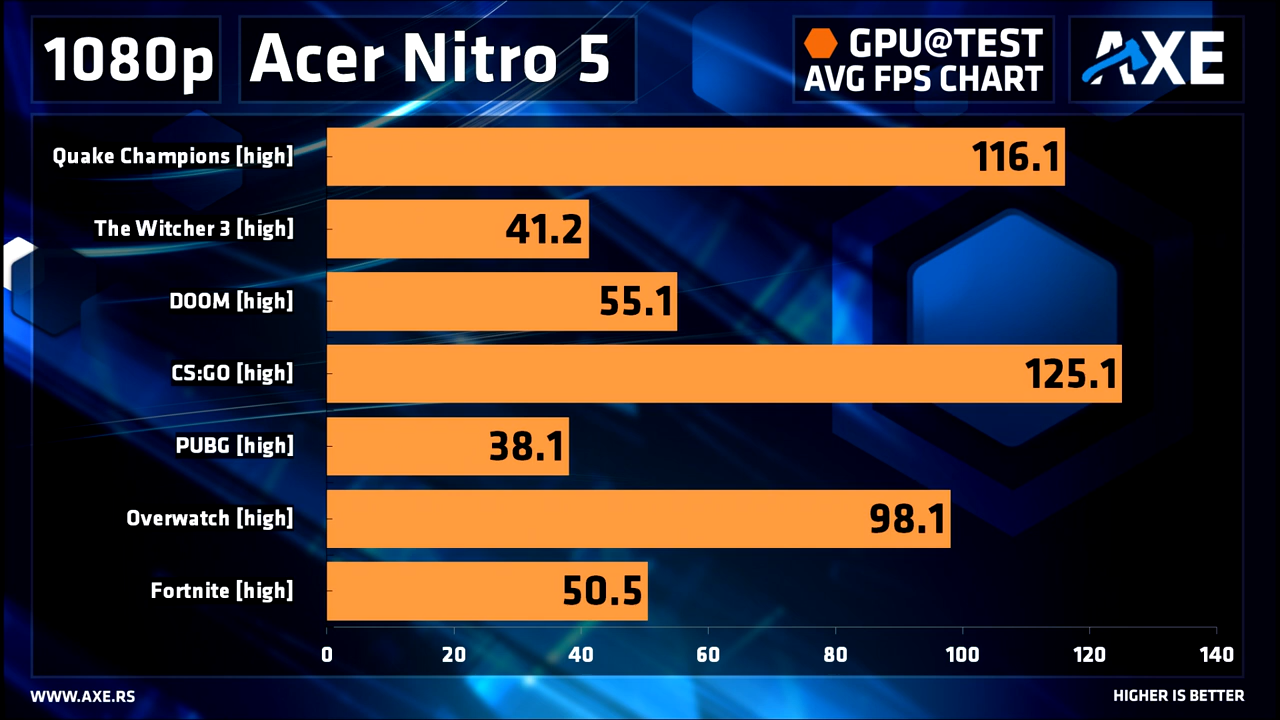 1080p
Acer Nitro 5
GPU@TEST
AVG FPS CHART
AXE
Quake Champions [high]
116.1
The Witcher 3 [high]
41.2
DOOM [high]
55.1
CS:GO [high]
125.1
PUBG [high]
38.1
Overwatch [high]
98.1
Fortnite [high]
50.5
0 20 40 60 80 100 120 140
WWW.AXE.RS
HIGHER IS BETTER